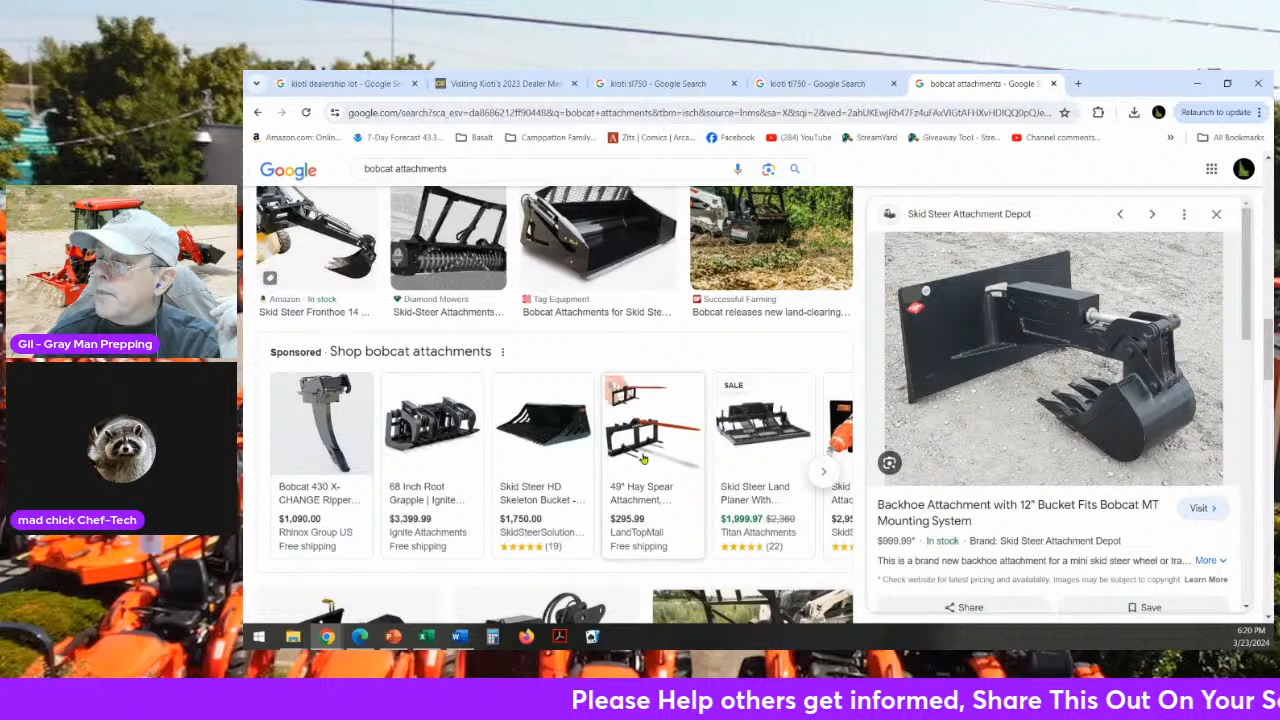 kioti dealership lot - Google Se
Visiting Kioti's 2023 Dealer Me
kioti sl750 - Google Search
kioti tl750 - Google Search
bobcat attachments - Google S
Relaunch to update
Amazon.com: Onlin...
7-Day Forecast 43.3...
Basalt
Camppattion Family...
Zits | Comics | Arca...
Facebook
(284) YouTube
StreamYard
Giveaway Tool - Stre...
Channel comments...
All Bookmarks
Google
bobcat attachments
Skid Steer Attachment Depot
Amazon · In stock
Skid Steer Fronthoe 14 ...
Diamond Mowers
Skid-Steer Attachments...
Tag Equipment
Bobcat Attachments for Skid Ste...
Successful Farming
Bobcat releases new land-clearing...
Sponsored · Shop bobcat attachments
SALE
Bobcat 430 X-
CHANGE Ripper...
$1,090.00
Rhinox Group US
Free shipping
68 Inch Root
Grapple | Ignite...
$3,399.99
Ignite Attachments
Free shipping
Skid Steer HD
Skeleton Bucket -...
$1,750.00
SkidSteerSolution...
(19)
49" Hay Spear
Attachment,...
$295.99
LandTopMall
Free shipping
Skid Steer Land
Planer With...
$1,999.97 $2,360
Titan Attachments
(22)
Backhoe Attachment with 12" Bucket Fits Bobcat MT
Mounting System
Visit
$999.99* · In stock · Brand: Skid Steer Attachment Depot
This is a brand new backhoe attachment for a mini skid steer wheel or tra... More
* Check website for latest pricing and availability. Images may be subject to copyright. Learn More
Share
Save
6:20 PM
3/23/2024
Gil - Gray Man Prepping
mad chick Chef-Tech
Please Help others get informed, Share This Out On Your S